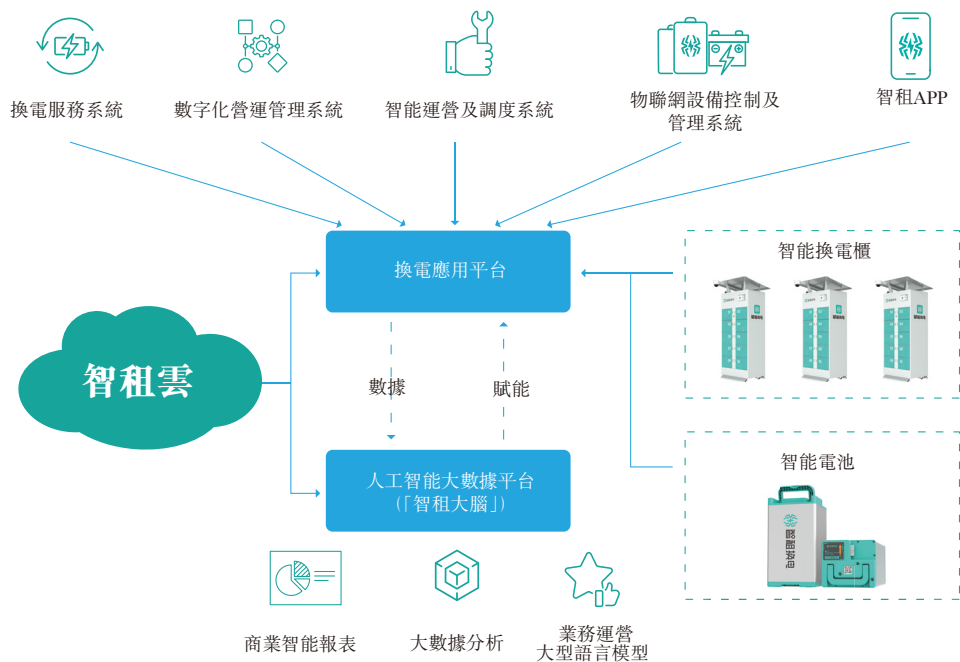 換電服務系統
數字化營運管理系統
智能運營及調度系統
物聯網設備控制及
管理系統
智租APP
換電應用平台
智能換電櫃
智租雲
數據
賦能
人工智能大數據平台
(「智租大腦」)
智能電池
智租换电
商業智能報表
大數據分析
業務運營
大型語言模型